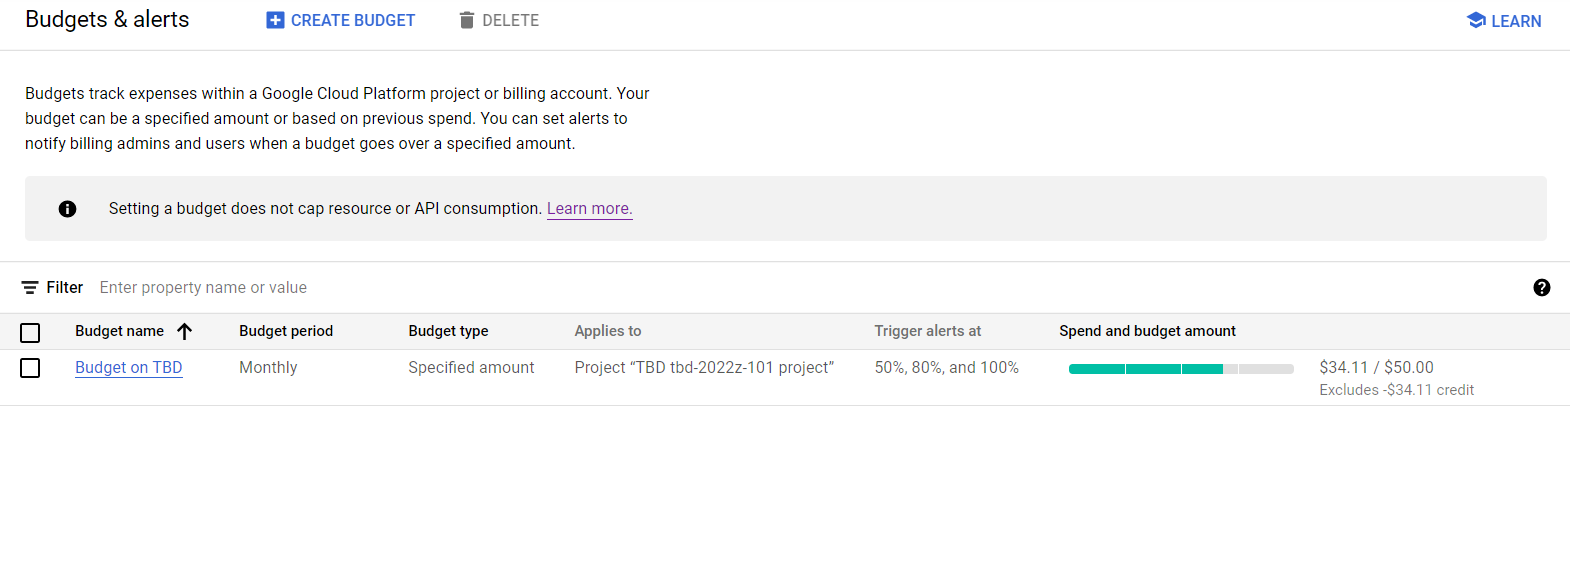 Budgets & alerts CREATE BUDGET DELETE LEARN
Budgets track expenses within a Google Cloud Platform project or billing account. Your
budget can be a specified amount or based on previous spend. You can set alerts to
notify billing admins and users when a budget goes over a specified amount.
Setting a budget does not cap resource or API consumption. Learn more.
Filter Enter property name or value
Budget name Budget period Budget type Applies to Trigger alerts at Spend and budget amount
Budget on TBD Monthly Specified amount Project “TBD tbd-2022z-101 project” 50%, 80%, and 100% $34.11 / $50.00
Excludes -$34.11 credit